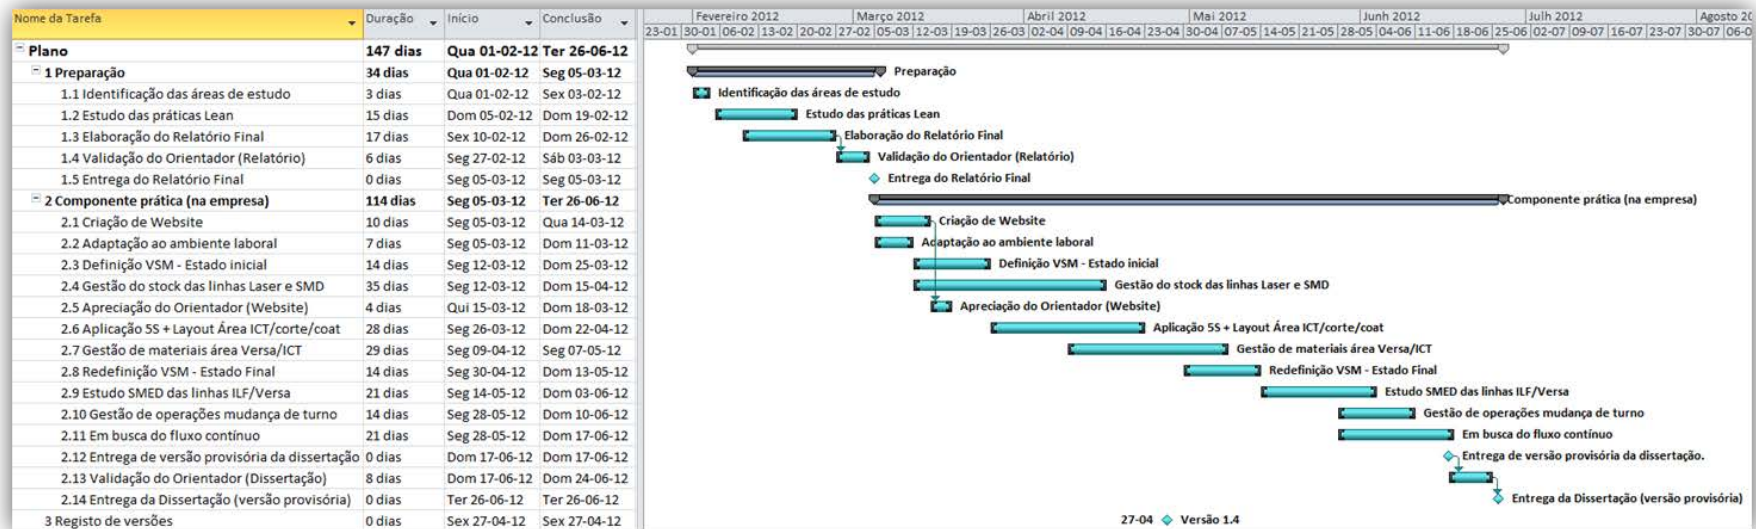 Nome da Tarefa Duração Início Conclusão Fevereiro 2012 Março 2012 Abril 2012 Mai 2012 Junh 2012 Julh 2012 Agosto 20
23-01 30-01 06-02 13-02 20-02 27-02 05-03 12-03 19-03 26-03 02-04 09-04 16-04 23-04 30-04 07-05 14-05 21-05 28-05 04-06 11-06 18-06 25-06 02-07 09-07 16-07 23-07 30-07 06-0
Plano 147 dias Qua 01-02-12 Ter 26-06-12
1 Preparação 34 dias Qua 01-02-12 Seg 05-03-12 Preparação
1.1 Identificação das áreas de estudo 3 dias Qua 01-02-12 Sex 03-02-12 Identificação das áreas de estudo
1.2 Estudo das práticas Lean 15 dias Dom 05-02-12 Dom 19-02-12 Estudo das práticas Lean
1.3 Elaboração do Relatório Final 17 dias Sex 10-02-12 Dom 26-02-12 Elaboração do Relatório Final
1.4 Validação do Orientador (Relatório) 6 dias Seg 27-02-12 Sáb 03-03-12 Validação do Orientador (Relatório)
1.5 Entrega do Relatório Final 0 dias Seg 05-03-12 Seg 05-03-12 Entrega do Relatório Final
2 Componente prática (na empresa) 114 dias Seg 05-03-12 Ter 26-06-12 Componente prática (na empresa)
2.1 Criação de Website 10 dias Seg 05-03-12 Qua 14-03-12 Criação de Website
2.2 Adaptação ao ambiente laboral 7 dias Seg 05-03-12 Dom 11-03-12 Adaptação ao ambiente laboral
2.3 Definição VSM - Estado inicial 14 dias Seg 12-03-12 Dom 25-03-12 Definição VSM - Estado inicial
2.4 Gestão do stock das linhas Laser e SMD 35 dias Seg 12-03-12 Dom 15-04-12 Gestão do stock das linhas Laser e SMD
2.5 Apreciação do Orientador (Website) 4 dias Qui 15-03-12 Dom 18-03-12 Apreciação do Orientador (Website)
2.6 Aplicação 5S + Layout Área ICT/corte/coat 28 dias Seg 26-03-12 Dom 22-04-12 Aplicação 5S + Layout Área ICT/corte/coat
2.7 Gestão de materiais área Versa/ICT 29 dias Seg 09-04-12 Seg 07-05-12 Gestão de materiais área Versa/ICT
2.8 Redefinição VSM - Estado Final 14 dias Seg 30-04-12 Dom 13-05-12 Redefinição VSM - Estado Final
2.9 Estudo SMED das linhas ILF/Versa 21 dias Seg 14-05-12 Dom 03-06-12 Estudo SMED das linhas ILF/Versa
2.10 Gestão de operações mudança de turno 14 dias Seg 28-05-12 Dom 10-06-12 Gestão de operações mudança de turno
2.11 Em busca do fluxo contínuo 21 dias Seg 28-05-12 Dom 17-06-12 Em busca do fluxo contínuo
2.12 Entrega de versão provisória da dissertação 0 dias Dom 17-06-12 Dom 17-06-12 Entrega de versão provisória da dissertação.
2.13 Validação do Orientador (Dissertação) 8 dias Dom 17-06-12 Dom 24-06-12
2.14 Entrega da Dissertação (versão provisória) 0 dias Ter 26-06-12 Ter 26-06-12 Entrega da Dissertação (versão provisória)
3 Registo de versões 0 dias Sex 27-04-12 Sex 27-04-12 27-04 Versão 1.4